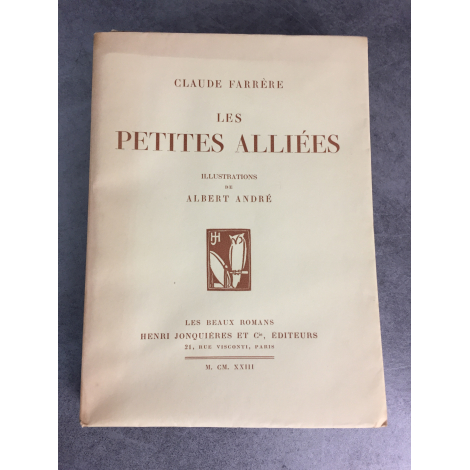 CLAUDE FARRÈRE
LES
PETITES ALLIÉES
ILLUSTRATIONS
DE
ALBERT ANDRÉ
HJ
LES BEAUX ROMANS
HENRI JONQUIÈRES ET Cie, ÉDITEURS
21, RUE VISCONTI, PARIS
M. CM. XXIII